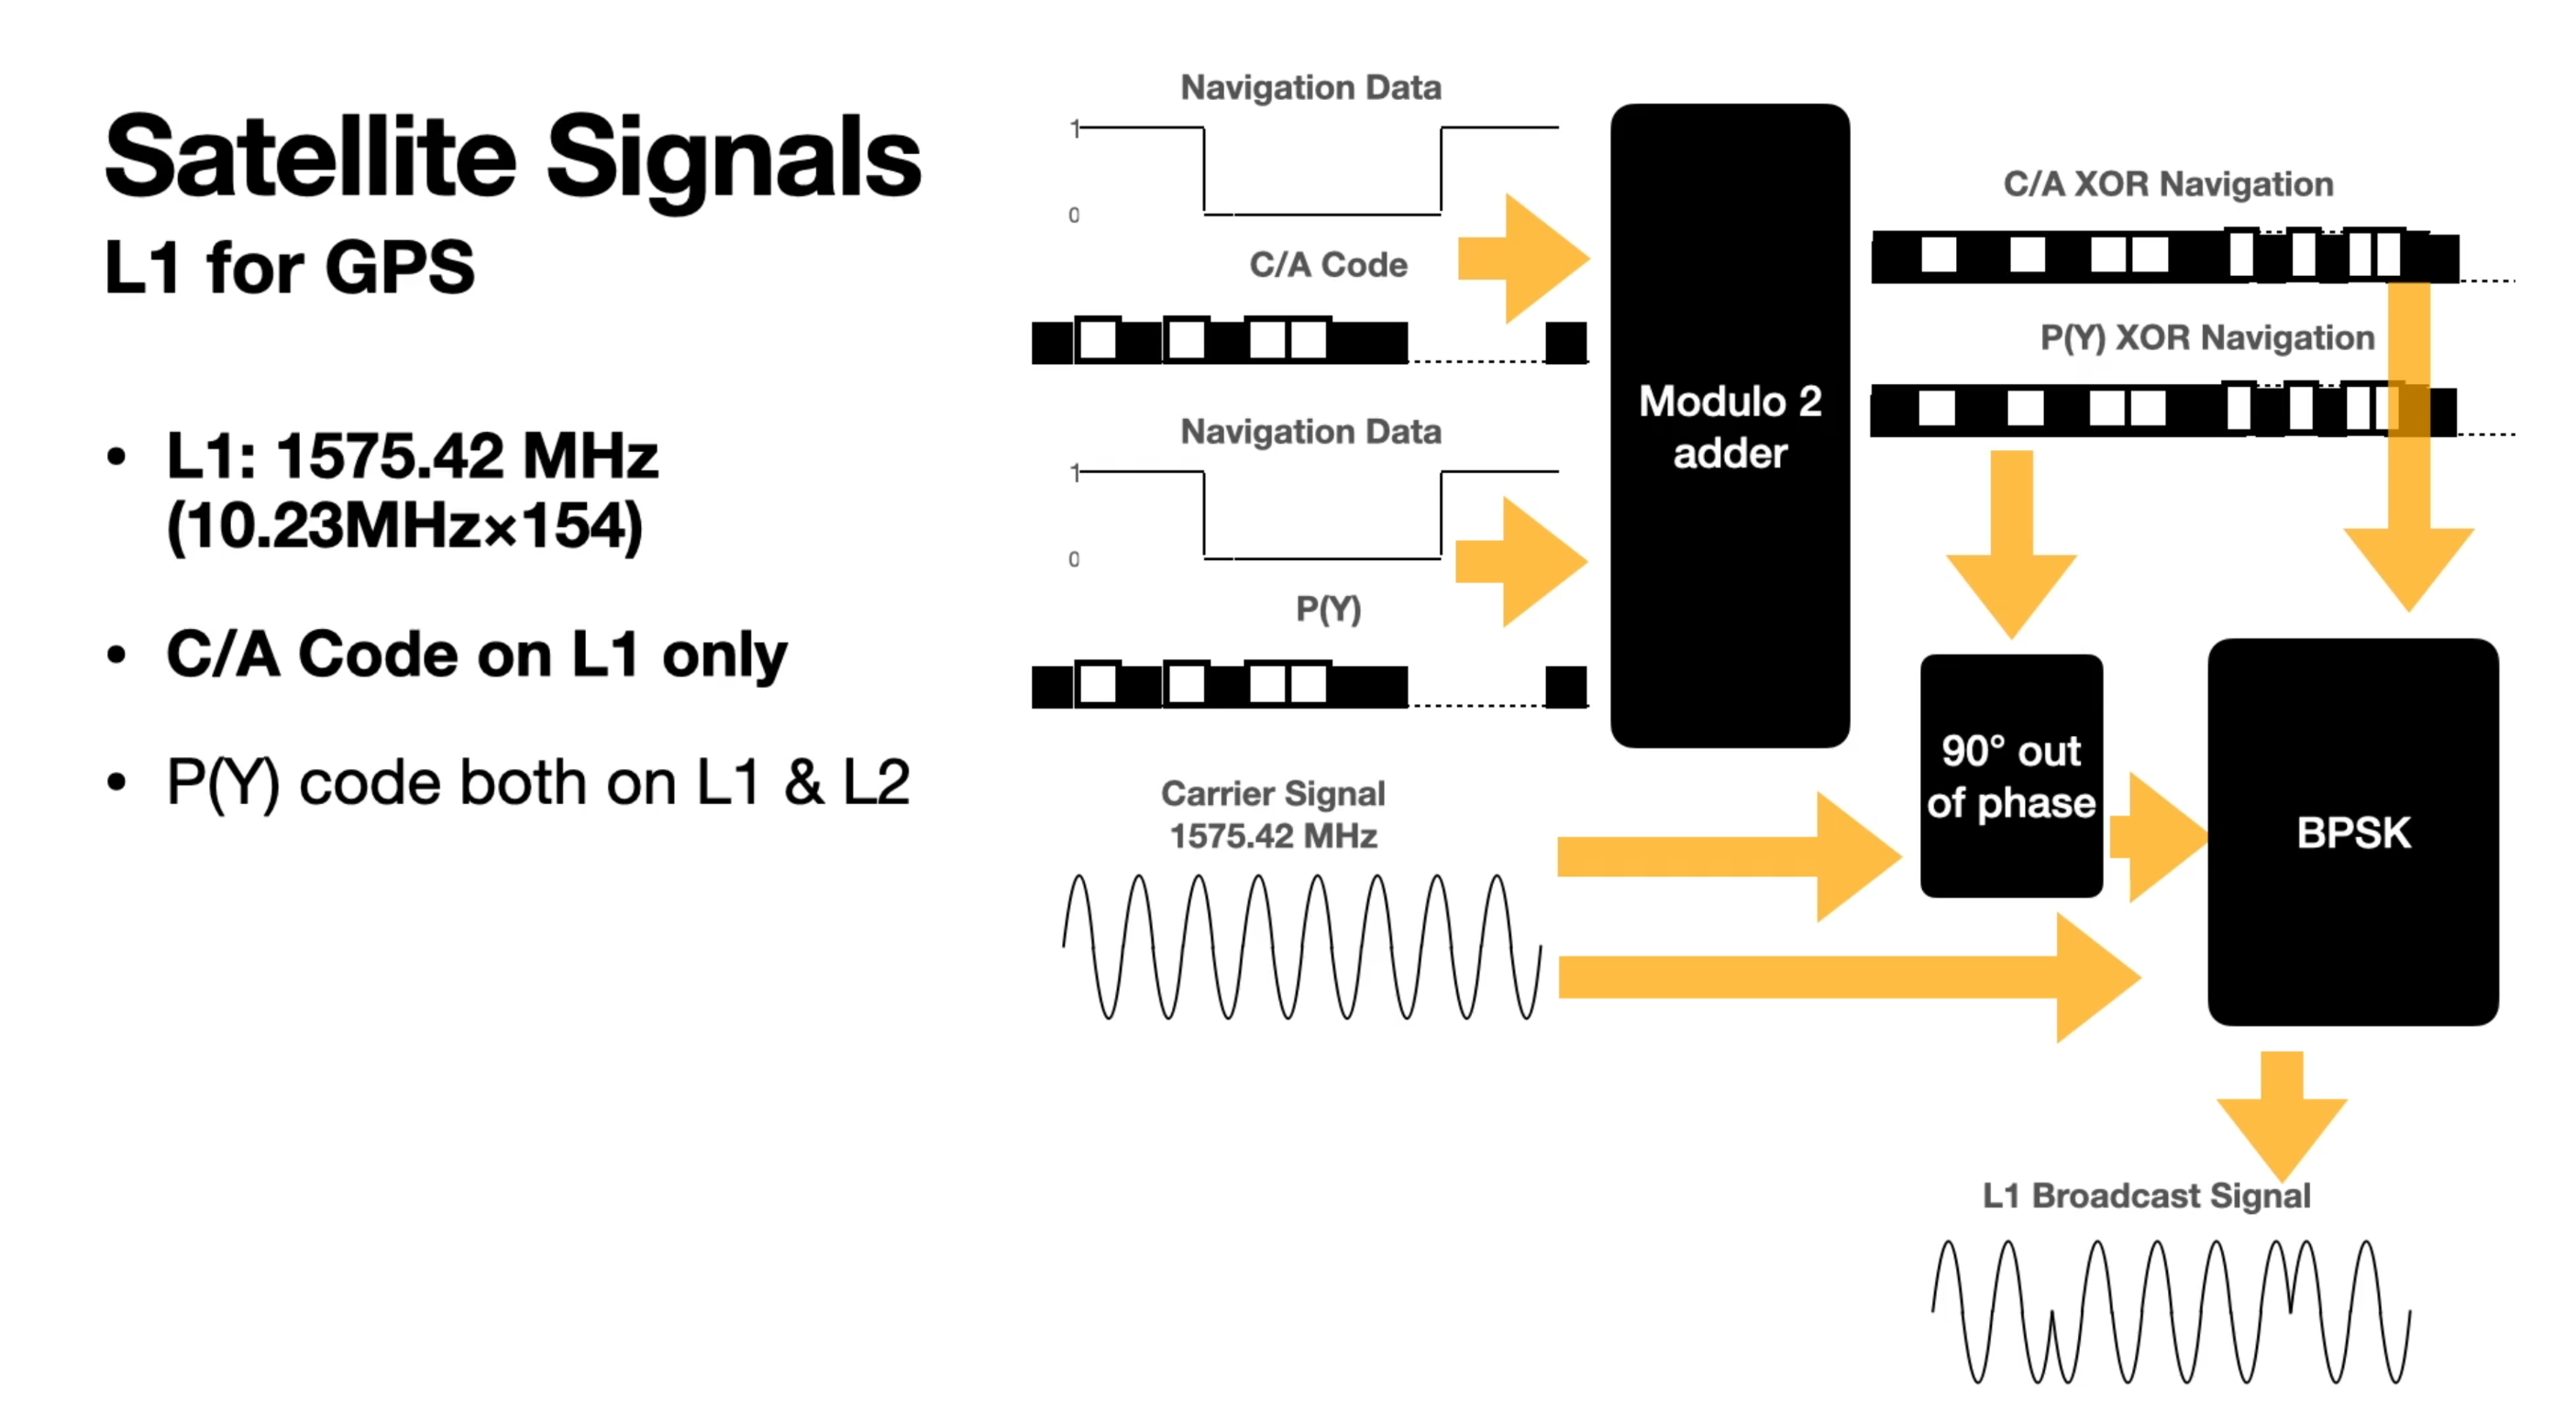 Satellite Signals
L1 for GPS
• L1: 1575.42 MHz
(10.23MHz×154)
• C/A Code on L1 only
• P(Y) code both on L1 & L2
Navigation Data
1
0
C/A Code
Navigation Data
1
0
P(Y)
Carrier Signal
1575.42 MHz
Modulo 2
adder
C/A XOR Navigation
P(Y) XOR Navigation
90° out
of phase
BPSK
L1 Broadcast Signal